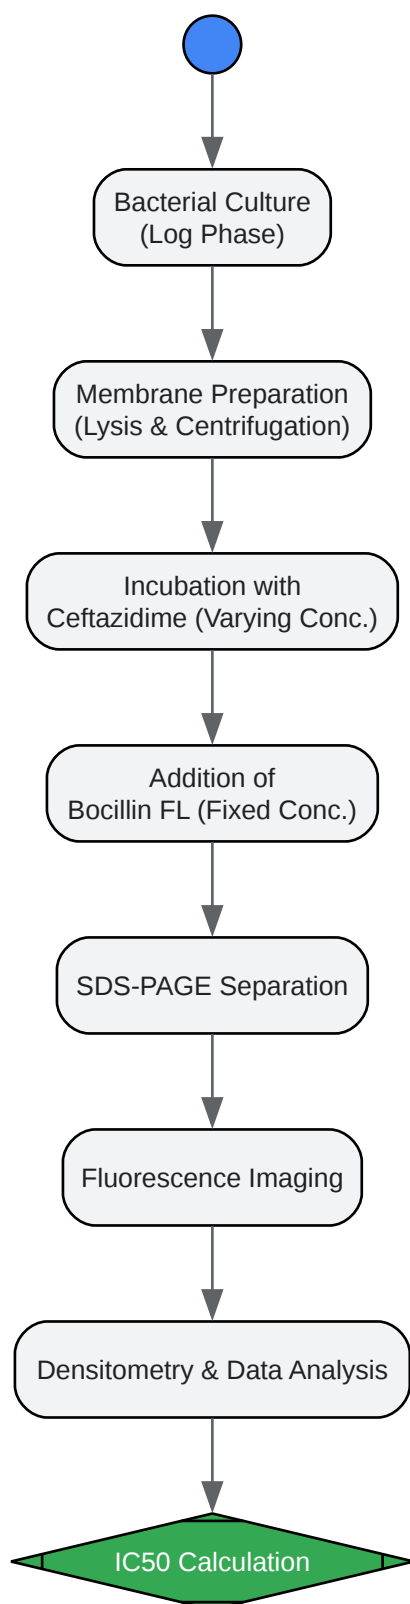 Bacterial Culture
(Log Phase)
Membrane Preparation
(Lysis & Centrifugation)
Incubation with
Ceftazidime (Varying Conc.)
Addition of
Bocillin FL (Fixed Conc.)
SDS-PAGE Separation
Fluorescence Imaging
Densitometry & Data Analysis
IC50 Calculation